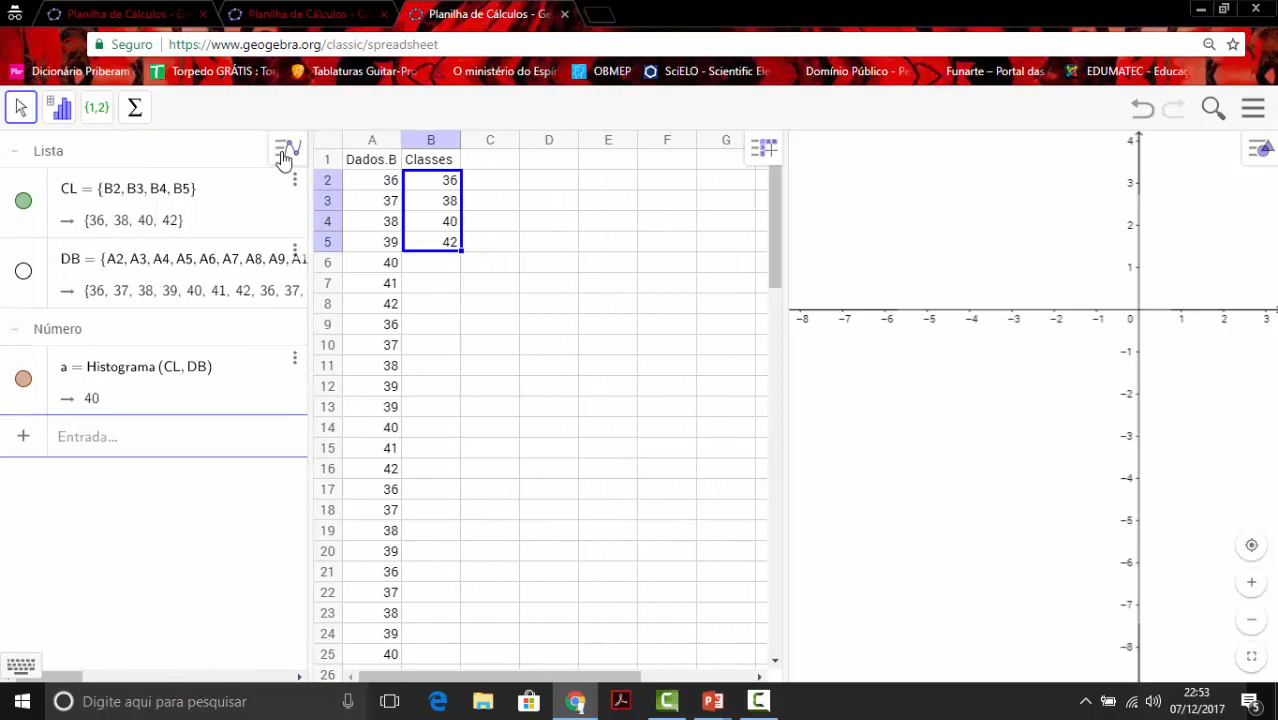 Planilha de Cálculos - Ge
Planilha de Cálculos - Ge
Planilha de Cálculos - Ge
Seguro
https://www.geogebra.org/classic/spreadsheet
Dicionário Priberam
Torpedo GRÁTIS : Tor
Tablaturas Guitar-Pro
O ministério do Espír
OBMEP
SciELO - Scientific Ele
Domínio Público - Pe
Funarte – Portal das
EDUMATEC - Educaç
{1,2}
Σ
Lista
CL = {B2, B3, B4, B5}
→ {36, 38, 40, 42}
DB = {A2, A3, A4, A5, A6, A7, A8, A9, A1
→ {36, 37, 38, 39, 40, 41, 42, 36, 37,
Número
a = Histograma (CL, DB)
→ 40
Entrada...
A B C D E F G
1 Dados.B Classes
2 36 36
3 37 38
4 38 40
5 39 42
6 40
7 41
8 42
9 36
10 37
11 38
12 39
13 39
14 40
15 41
16 42
17 36
18 37
19 38
20 39
21 36
22 37
23 38
24 39
25 40
26
4
3
2
1
-8 -7 -6 -5 -4 -3 -2 -1 0 1 2 3
-1
-2
-3
-4
-5
-6
-7
-8
Digite aqui para pesquisar
22:53
07/12/2017
5